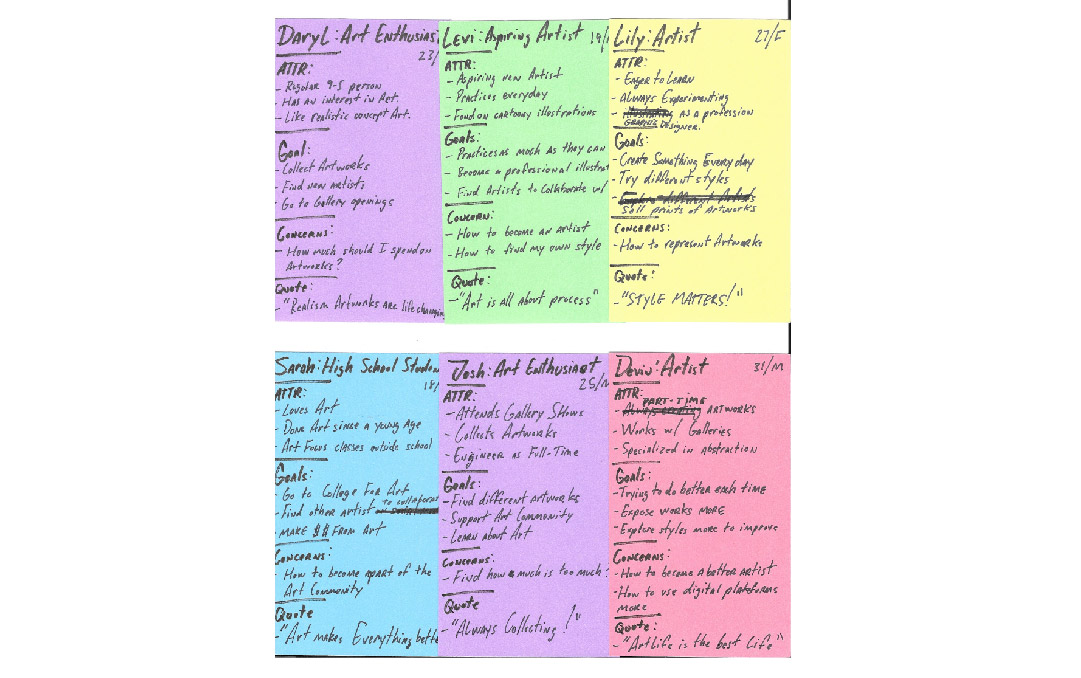 Daryl: Art Enthusias
23/
ATTR:
- Regular 9-5 person
- Has an interest in Art.
- Like realistic concept Art.
Goal:
- Collect Artworks
- Find new artists
- Go to Gallery openings
Concerns:
- How much should I spend on
Artworks?
Quote:
- "Realism Artworks are life changin
Levi: Aspiring Artist
19/
ATTR:
- Aspiring new Artist
- Practices everyday
- Fond on cartoony illustrations
Goals:
- Practices as much as they can
- Become a professional illustrat
- Find Artists to Collaborate w/
Concern:
- How to become an artist
- How to find my own style
Quote:
- "Art is all about process"
Lily: Artist
27/F
ATTR:
- Eager to Learn
- Always Experimenting
- as a profession
Graphic Designer.
Goals:
- Create Something Everyday
- Try different styles
- Explore different Artists
Sell prints of Artworks
Concerns:
- How to represent Artworks
Quote:
- "STYLE MATTERS!"
Sarah: High School Studen
18/
ATTR:
- Loves Art
- Done Art since a young Age
- Art Focus classes outside school
Goals:
- Go to College For Art
- Find other artist to collaborat
- MAKE $$ FROM Art
Concerns:
- How to become apart of the
Art Community
Quote
- "Art makes Everything bette
Josh: Art Enthusiast
25/M
ATTR:
- Attends Gallery Shows
- Collects Artworks
- Engineer as Full-Time
Goals:
- Find different artworks
- Support Art Community
- Learn about Art
Concerns:
- Find how much is too much?
Quote
- "Always Collecting!"
Devin: Artist
31/M
ATTR:
- PART-TIME ARTWORKS
- Works w/ Galleries
- Specialized in abstraction
Goals:
- Trying to do better each time
- Expose works MORE
- Explore styles more to improve
Concerns:
- How to become a better artist
- How to use digital plateforms
more
Quote:
- "Artlife is the best Life"